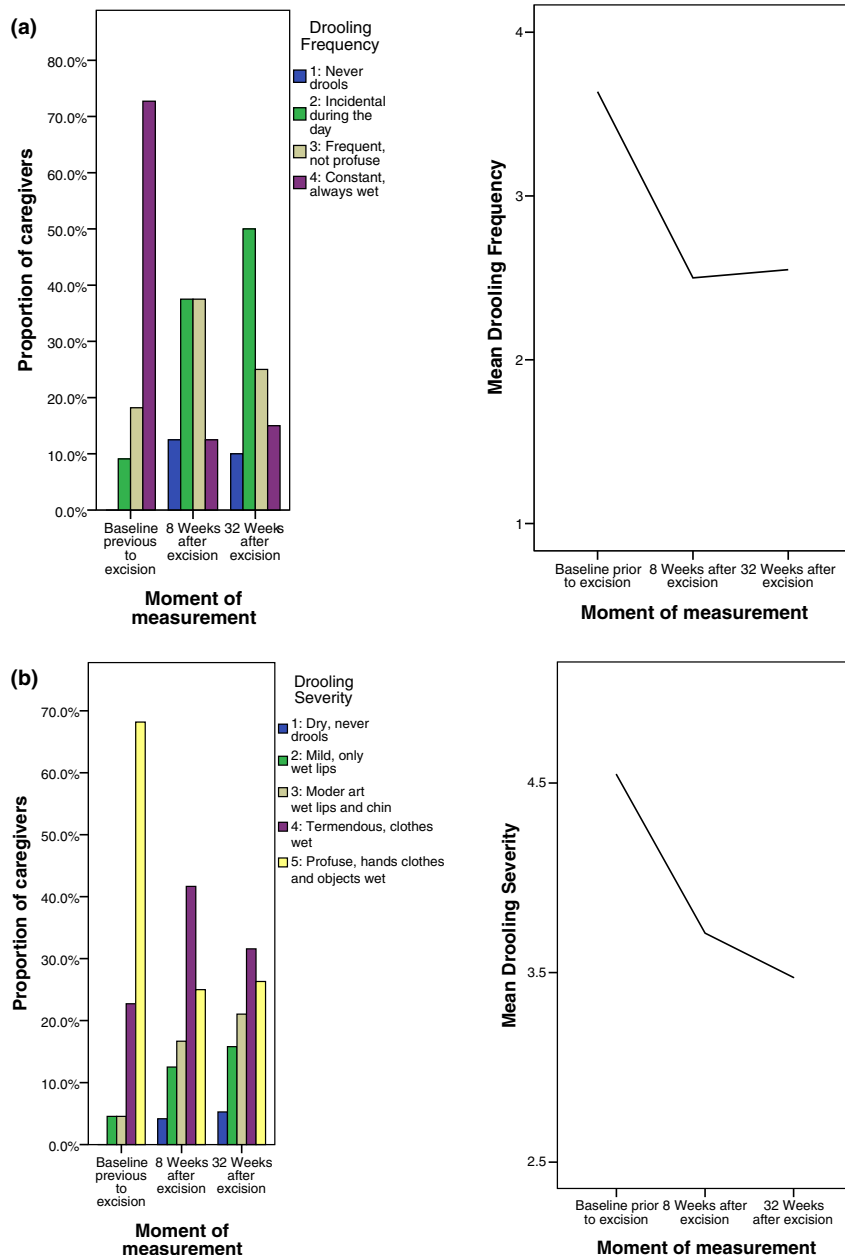 (a)
Proportion of caregivers
80.0%
70.0%
60.0%
50.0%
40.0%
30.0%
20.0%
10.0%
0.0%
Baseline
previous
to
excision
8 Weeks
after
excision
32 Weeks
after
excision
Moment of
measurement
Drooling
Frequency
1: Never
drools
2: Incidental
during the
day
3: Frequent,
not profuse
4: Constant,
always wet
Mean Drooling Frequency
4
3
2
1
Baseline prior
to excision
8 Weeks after
excision
32 Weeks after
excision
Moment of measurement
(b)
Proportion of caregivers
70.0%
60.0%
50.0%
40.0%
30.0%
20.0%
10.0%
0.0%
Baseline
previous
to
excision
8 Weeks
after
excision
32 Weeks
after
excision
Moment of
measurement
Drooling
Severity
1: Dry, never
drools
2: Mild, only
wet lips
3: Moder art
wet lips and chin
4: Termendous, clothes
wet
5: Profuse, hands clothes
and objects wet
Mean Drooling Severity
4.5
3.5
2.5
Baseline prior
to excision
8 Weeks after
excision
32 Weeks
after excision
Moment of measurement